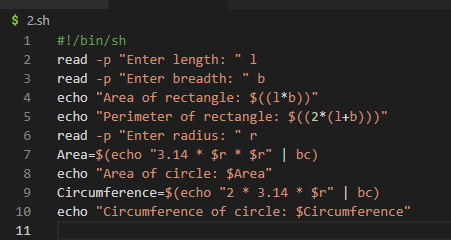 $ 2.sh
1 #!/bin/sh
2 read -p "Enter length: " l
3 read -p "Enter breadth: " b
4 echo "Area of rectangle: $((l*b))"
5 echo "Perimeter of rectangle: $((2*(l+b)))"
6 read -p "Enter radius: " r
7 Area=$(echo "3.14 * $r * $r" | bc)
8 echo "Area of circle: $Area"
9 Circumference=$(echo "2 * 3.14 * $r" | bc)
10 echo "Circumference of circle: $Circumference"
11